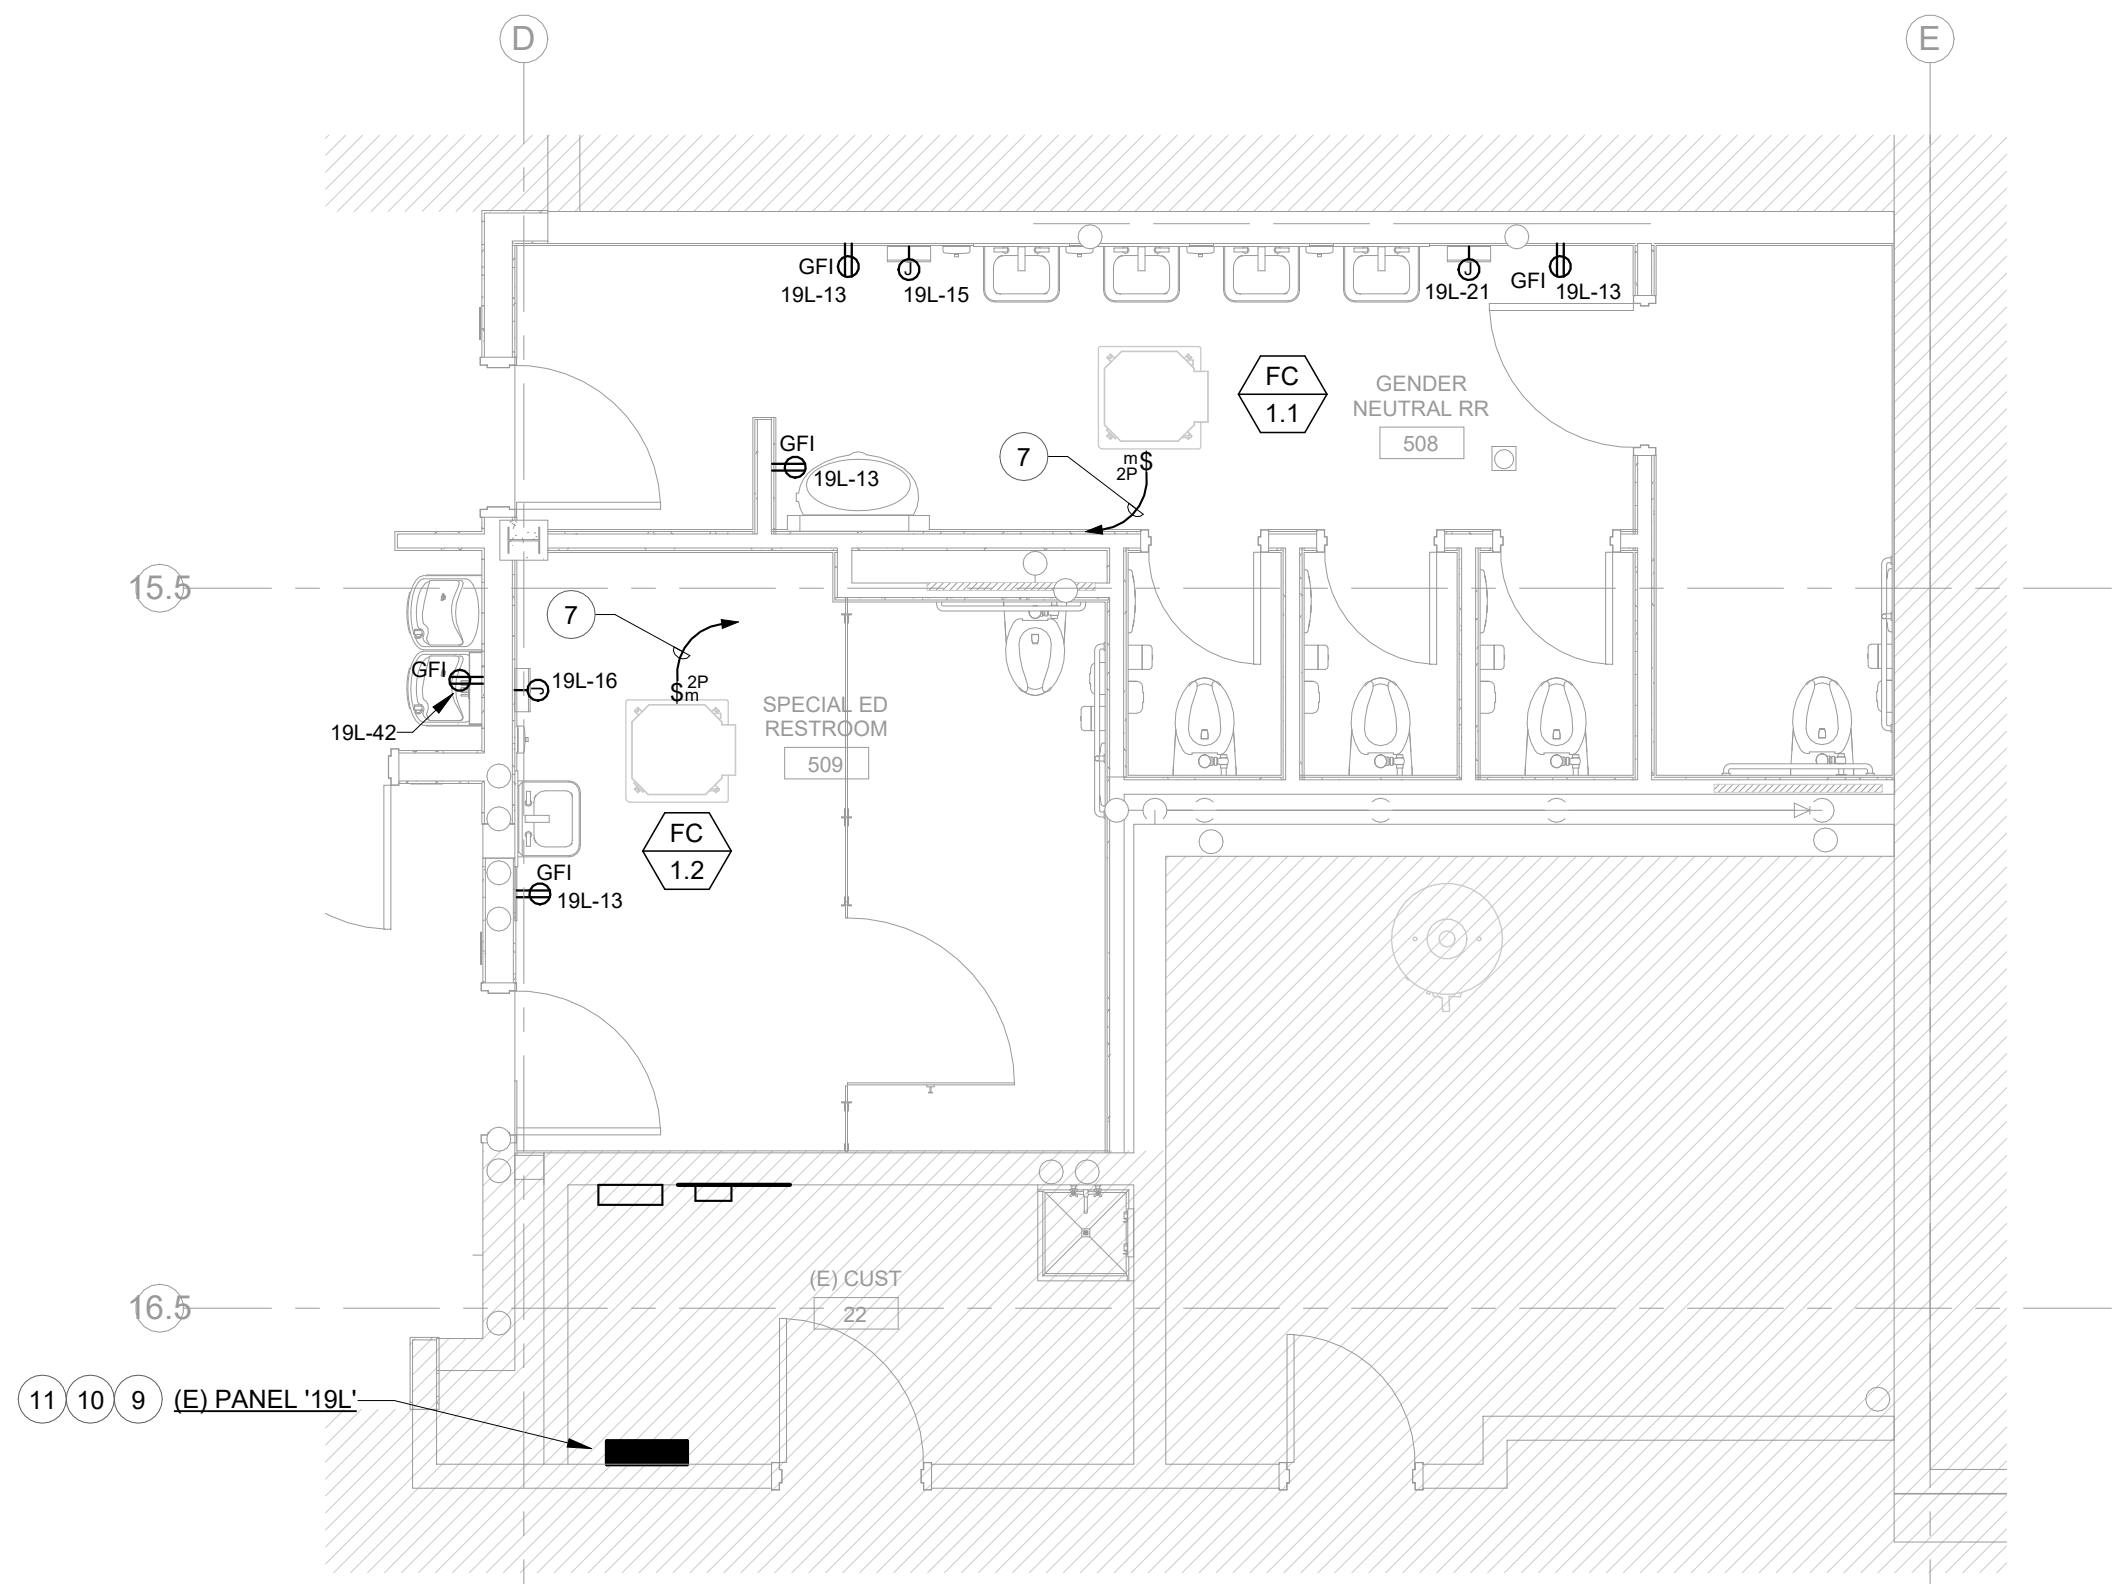 D
E
GFI
19L-13
J
19L-15
J
19L-21
GFI
19L-13
FC
1.1
GENDER
NEUTRAL RR
508
GFI
19L-13
7
m
$
2P
15.5
7
$
2P
m
GFI
J
19L-16
19L-42
SPECIAL ED
RESTROOM
509
FC
1.2
GFI
19L-13
(E) CUST
22
16.5
11
10
9
(E) PANEL '19L'